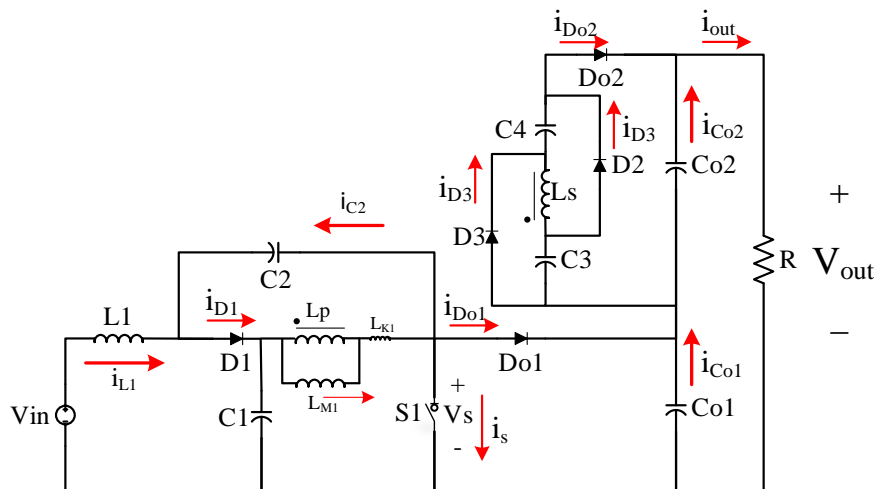 iDo2
iout
Do2
C4
iD3
iCo2
D2
Co2
iD3
Ls
+
iC2
D3
R
Vout
C3
C2
−
L1
iD1
Lp
LK1
iDo1
D1
Do1
iL1
iCo1
LM1
+
Vin
C1
S1
Vs
is
Co1
-